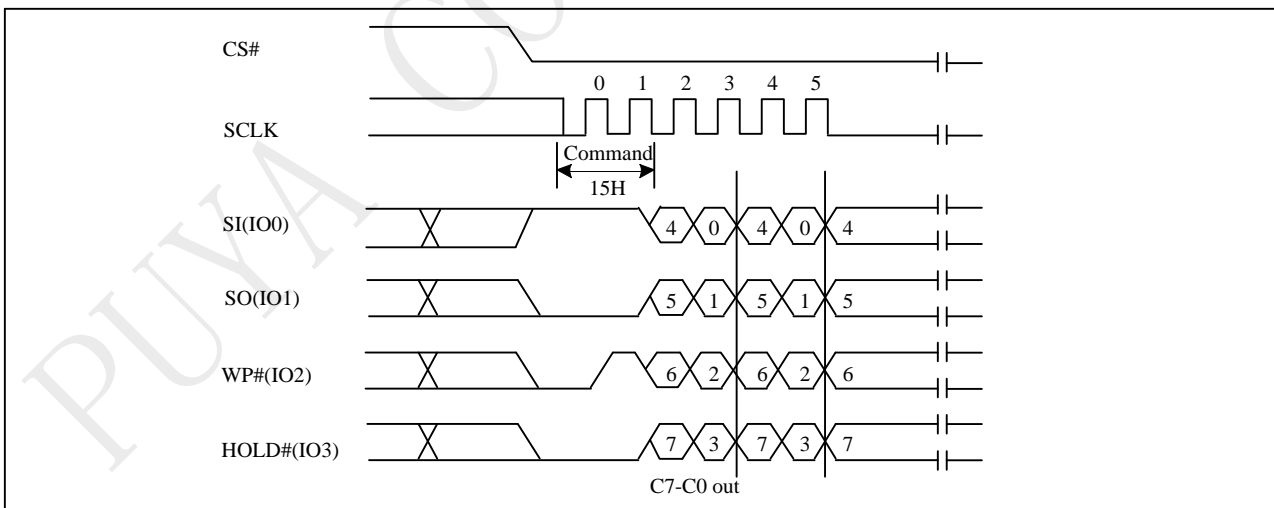 CS#
0 1 2 3 4 5
SCLK
Command
15H
SI(IO0) 4 0 4 0 4
SO(IO1) 5 1 5 1 5
WP#(IO2) 6 2 6 2 6
HOLD#(IO3) 7 3 7 3 7
C7-C0 out
PUYA